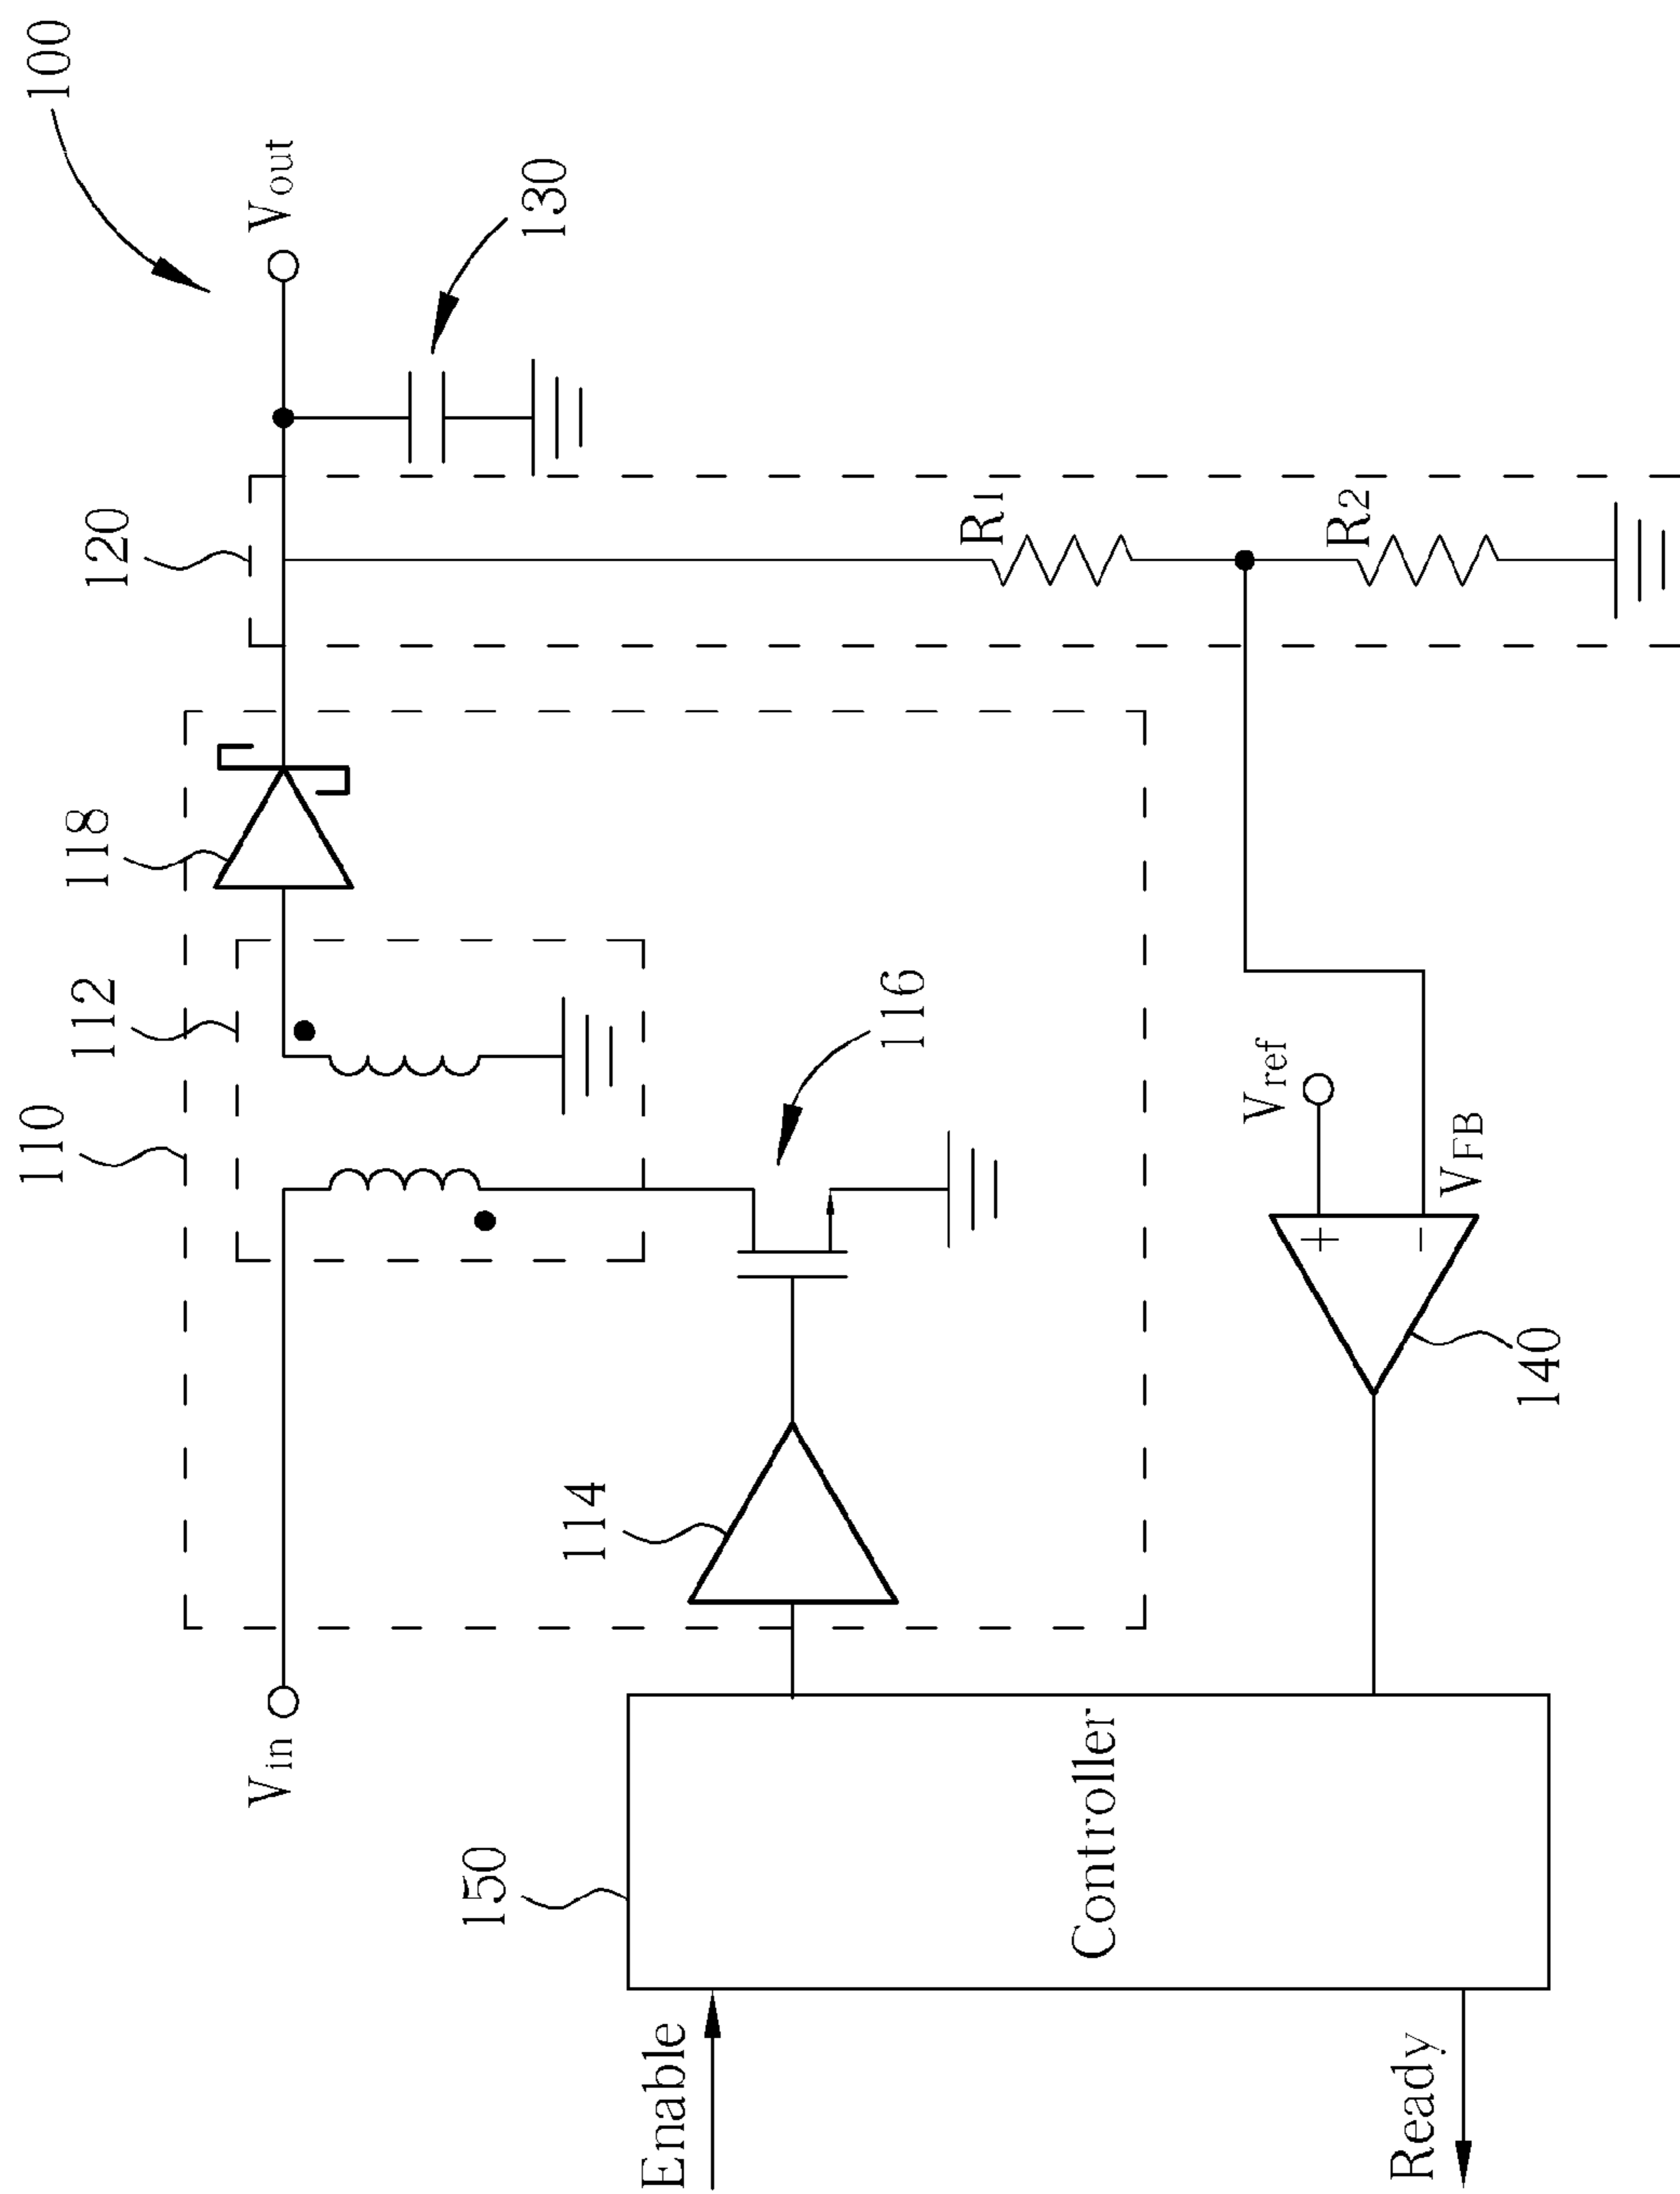 100
110
112
118
120
Vin
Vout
130
150
114
116
Enable
Controller
Vref
R1
VFB
R2
Ready
140
+
−